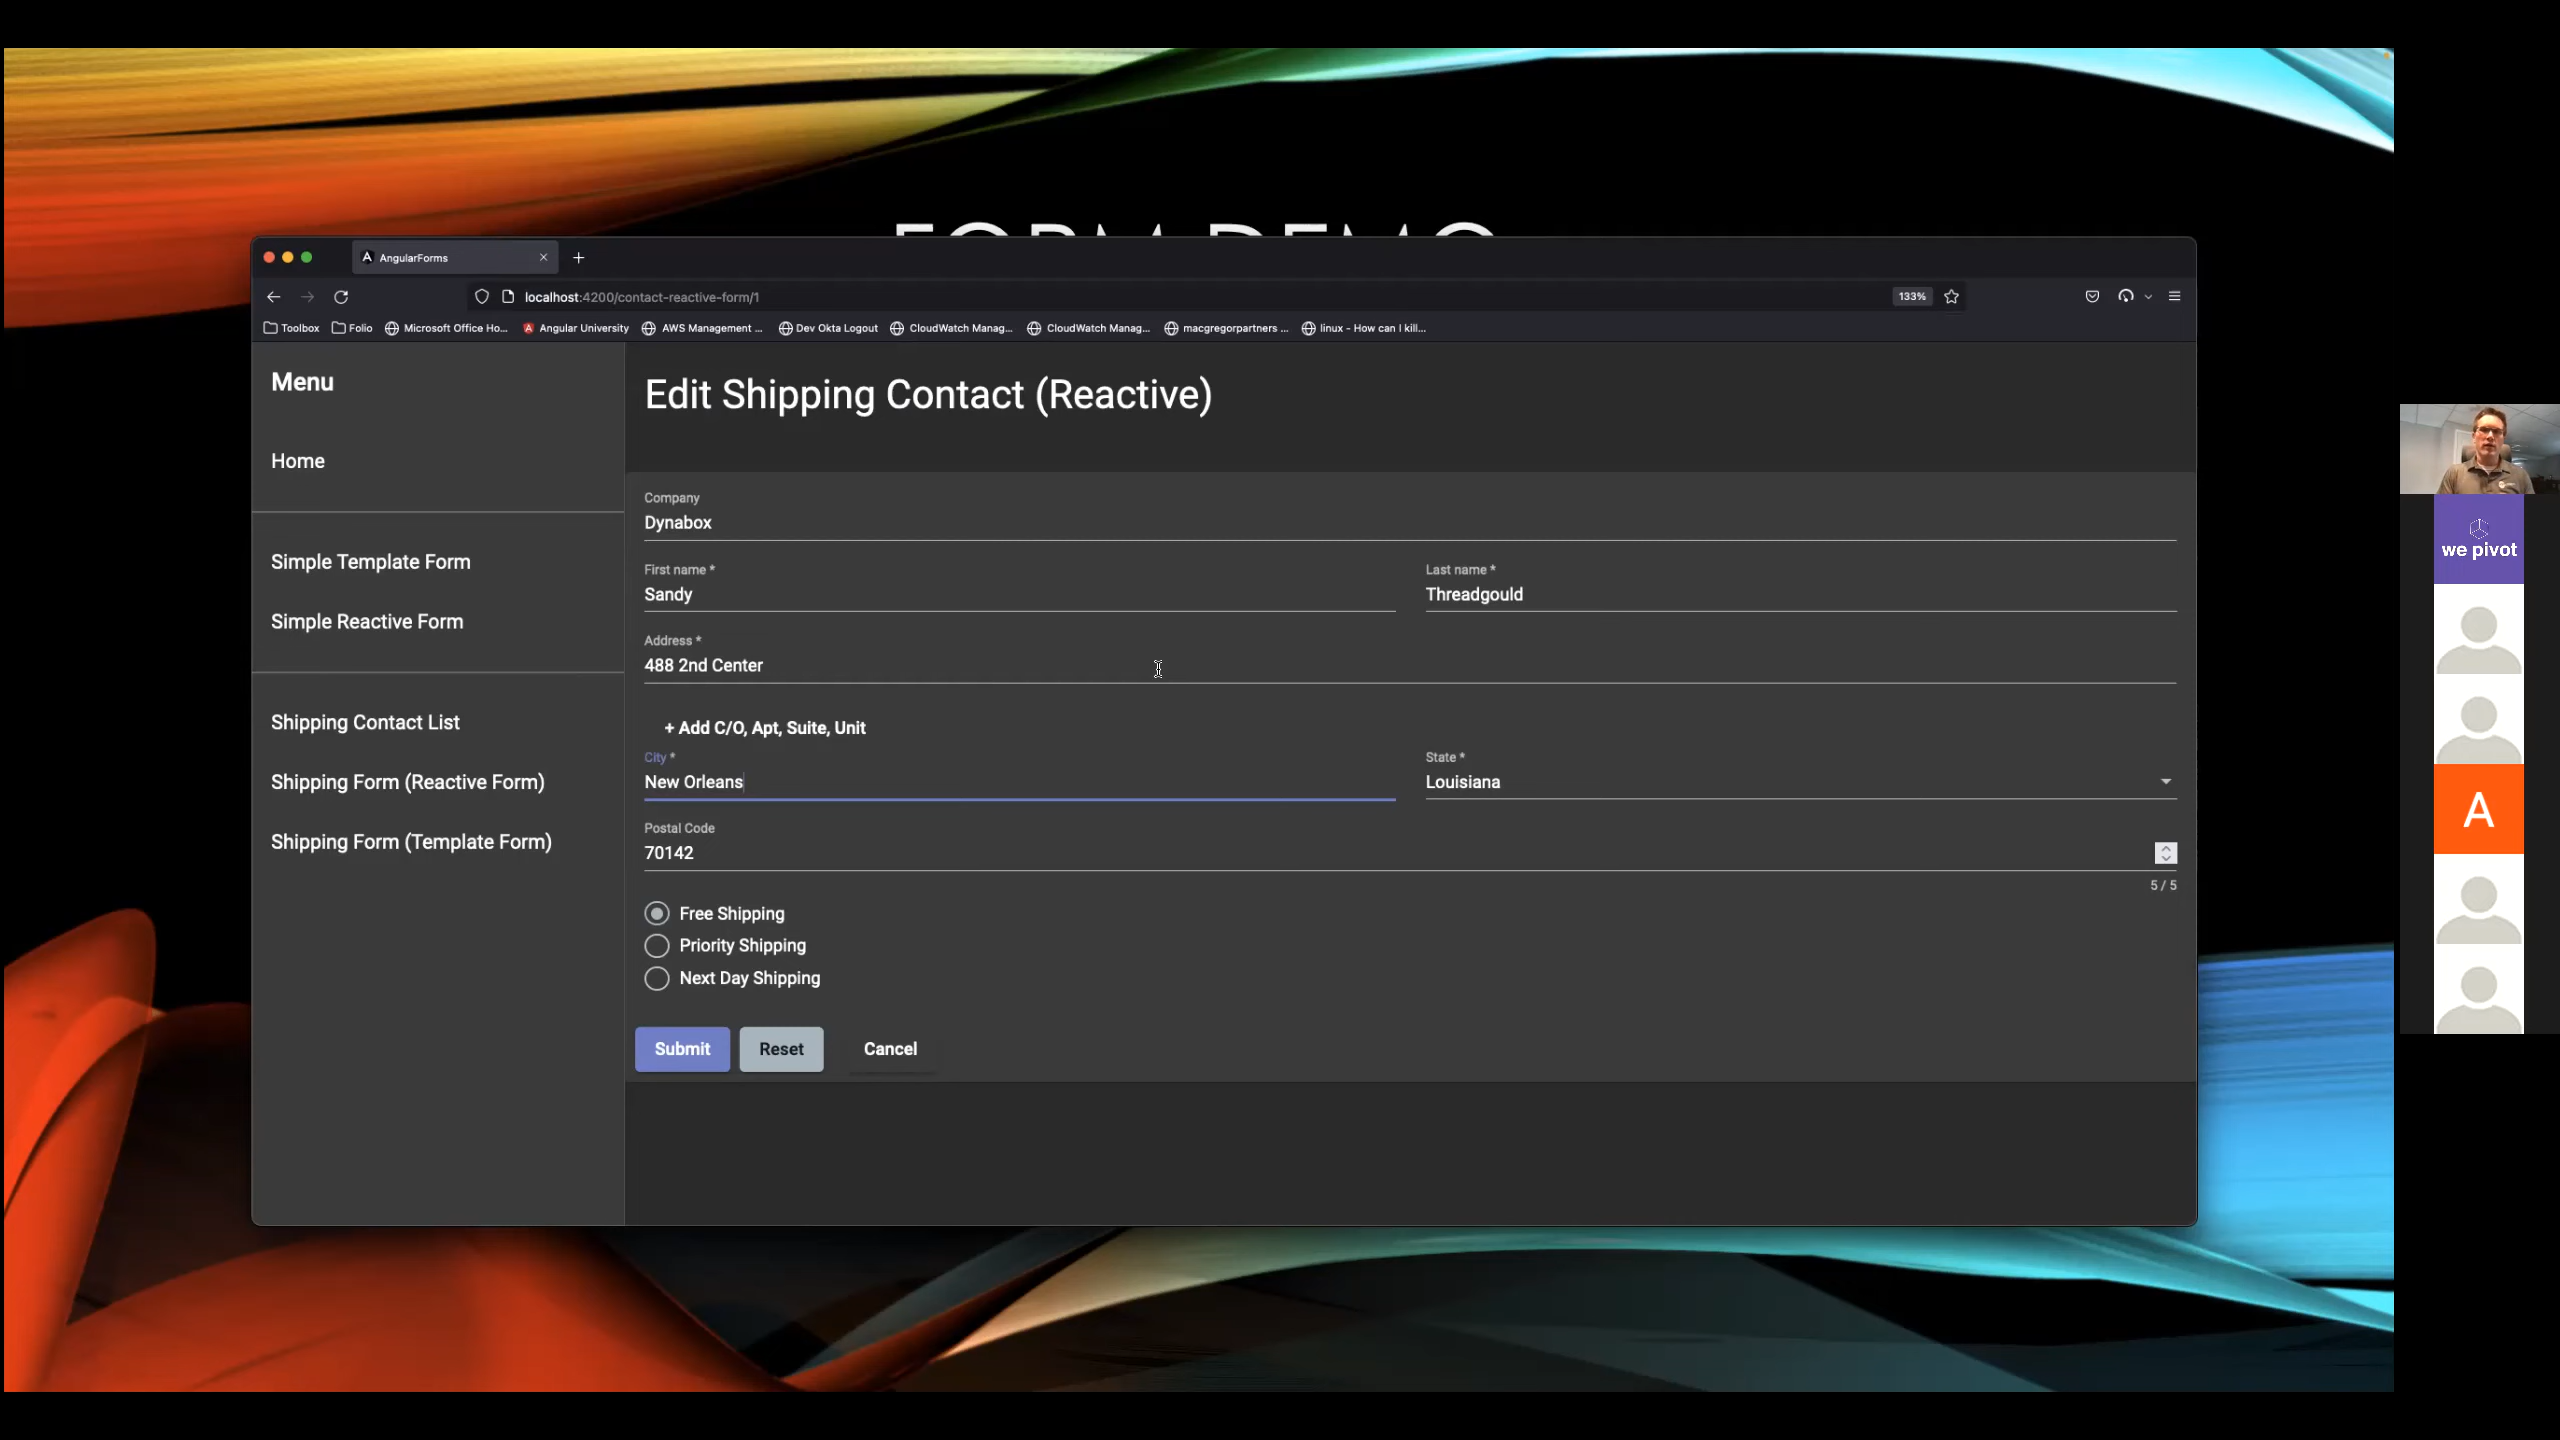 FORM DEMO
AngularForms
localhost:4200/contact-reactive-form/1
133%
Toolbox
Folio
Microsoft Office Ho...
Angular University
AWS Management ...
Dev Okta Logout
CloudWatch Manag...
CloudWatch Manag...
macgregorpartners ...
linux - How can I kill...
Menu
Home
Simple Template Form
Simple Reactive Form
Shipping Contact List
Shipping Form (Reactive Form)
Shipping Form (Template Form)
Edit Shipping Contact (Reactive)
Company
Dynabox
First name *
Sandy
Last name *
Threadgould
Address *
488 2nd Center
+ Add C/O, Apt, Suite, Unit
City *
New Orleans
State *
Louisiana
Postal Code
70142
5 / 5
Free Shipping
Priority Shipping
Next Day Shipping
Submit
Reset
Cancel
we pivot
A